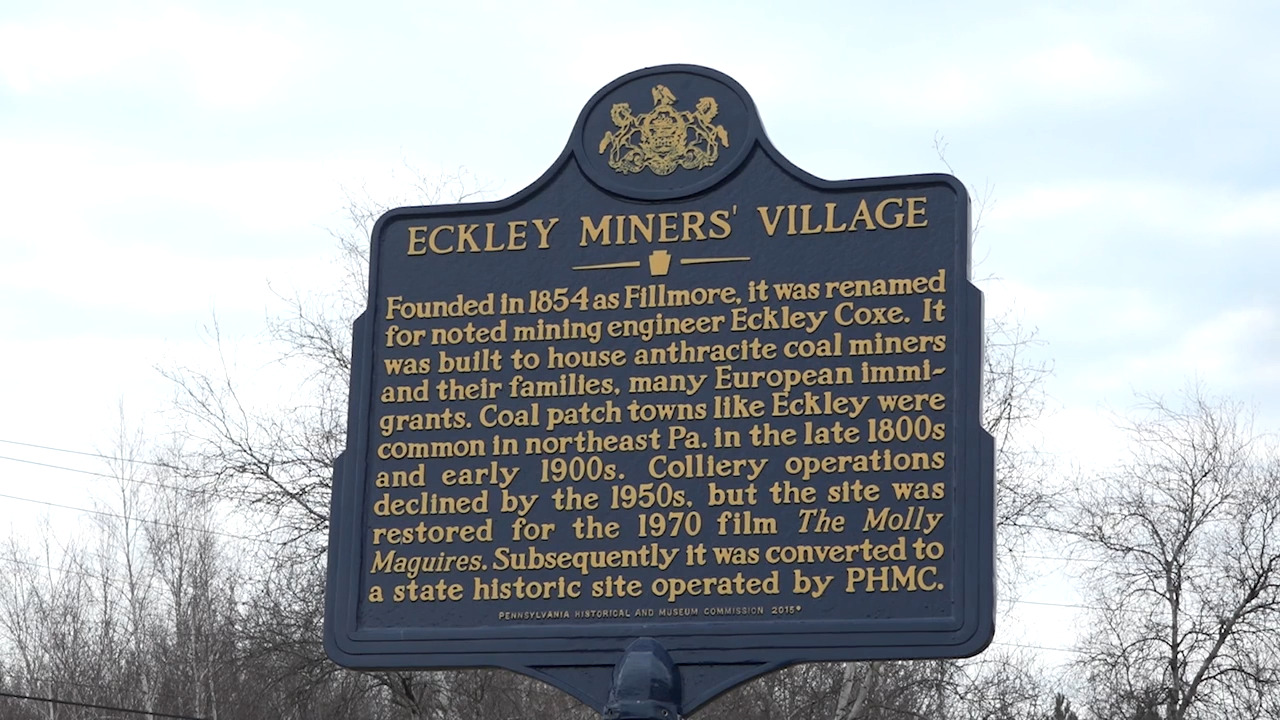 ECKLEY MINERS' VILLAGE
Founded in 1854 as Fillmore, it was renamed
for noted mining engineer Eckley Coxe. It
was built to house anthracite coal miners
and their families, many European immi-
grants. Coal patch towns like Eckley were
common in northeast Pa. in the late 1800s
and early 1900s. Colliery operations
declined by the 1950s, but the site was
restored for the 1970 film The Molly
Maguires. Subsequently it was converted to
a state historic site operated by PHMC.
PENNSYLVANIA HISTORICAL AND MUSEUM COMMISSION 2015®